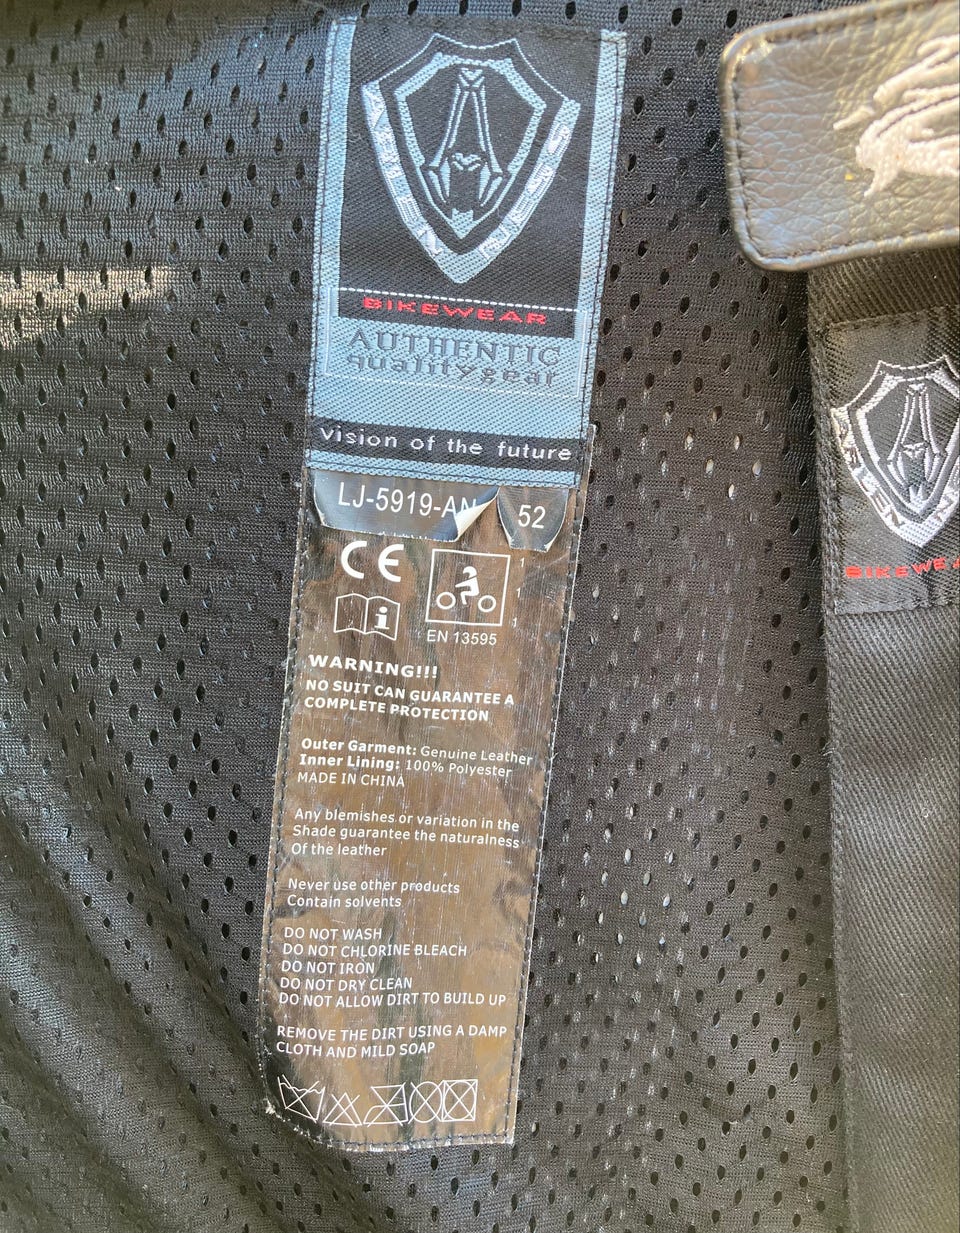 BIKEWEAR
AUTHENTIC
qualitygear
vision of the future
LJ-5919-AN 52
CE
1
1
1
EN 13595
WARNING!!!
NO SUIT CAN GUARANTEE A
COMPLETE PROTECTION
Outer Garment: Genuine Leather
Inner Lining: 100% Polyester
MADE IN CHINA
Any blemishes or variation in the
Shade guarantee the naturalness
Of the leather
Never use other products
Contain solvents
DO NOT WASH
DO NOT CHLORINE BLEACH
DO NOT IRON
DO NOT DRY CLEAN
DO NOT ALLOW DIRT TO BUILD UP
REMOVE THE DIRT USING A DAMP
CLOTH AND MILD SOAP